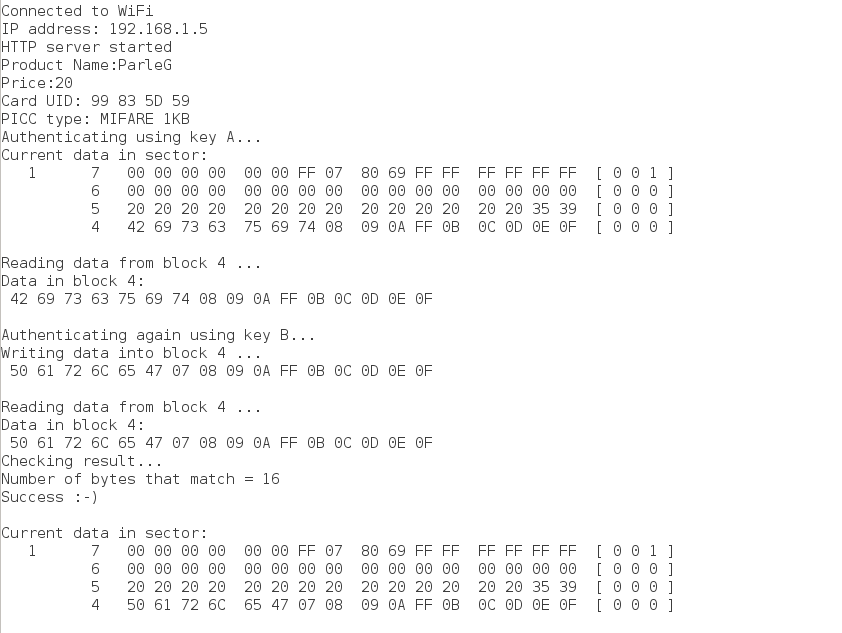 Connected to WiFi
IP address: 192.168.1.5
HTTP server started
Product Name:ParleG
Price:20
Card UID: 99 83 5D 59
PICC type: MIFARE 1KB
Authenticating using key A...
Current data in sector:
   1      7   00 00 00 00  00 00 FF 07  80 69 FF FF  FF FF FF FF  [ 0 0 1 ]
          6   00 00 00 00  00 00 00 00  00 00 00 00  00 00 00 00  [ 0 0 0 ]
          5   20 20 20 20  20 20 20 20  20 20 20 20  20 20 35 39  [ 0 0 0 ]
          4   42 69 73 63  75 69 74 08  09 0A FF 0B  0C 0D 0E 0F  [ 0 0 0 ]

Reading data from block 4 ...
Data in block 4:
 42 69 73 63 75 69 74 08 09 0A FF 0B 0C 0D 0E 0F

Authenticating again using key B...
Writing data into block 4 ...
 50 61 72 6C 65 47 07 08 09 0A FF 0B 0C 0D 0E 0F

Reading data from block 4 ...
Data in block 4:
 50 61 72 6C 65 47 07 08 09 0A FF 0B 0C 0D 0E 0F
Checking result...
Number of bytes that match = 16
Success :-)

Current data in sector:
   1      7   00 00 00 00  00 00 FF 07  80 69 FF FF  FF FF FF FF  [ 0 0 1 ]
          6   00 00 00 00  00 00 00 00  00 00 00 00  00 00 00 00  [ 0 0 0 ]
          5   20 20 20 20  20 20 20 20  20 20 20 20  20 20 35 39  [ 0 0 0 ]
          4   50 61 72 6C  65 47 07 08  09 0A FF 0B  0C 0D 0E 0F  [ 0 0 0 ]